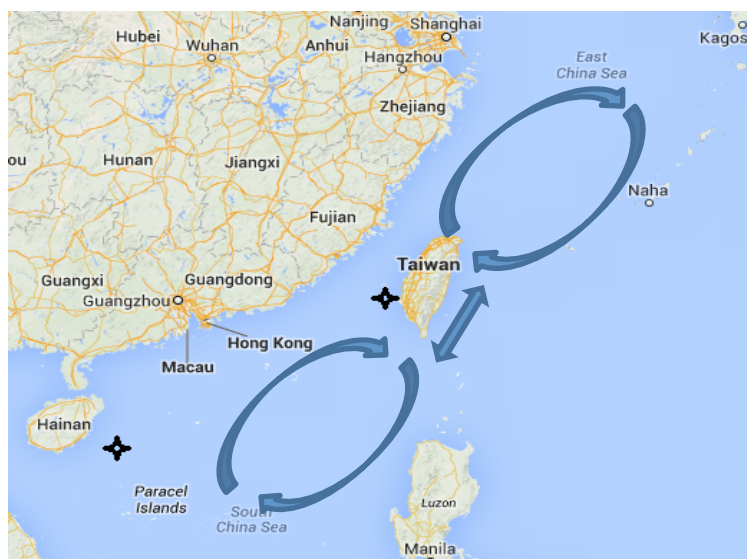 Nanjing
Shanghai
Hubei
Wuhan
Anhui
Hangzhou
Kagos
East
China Sea
Zhejiang
ou
Hunan
Jiangxi
Naha
Fujian
Taiwan
Guangxi
Guangdong
Guangzhou
Hong Kong
Macau
Hainan
Paracel
Islands
South
China Sea
Luzon
Manila